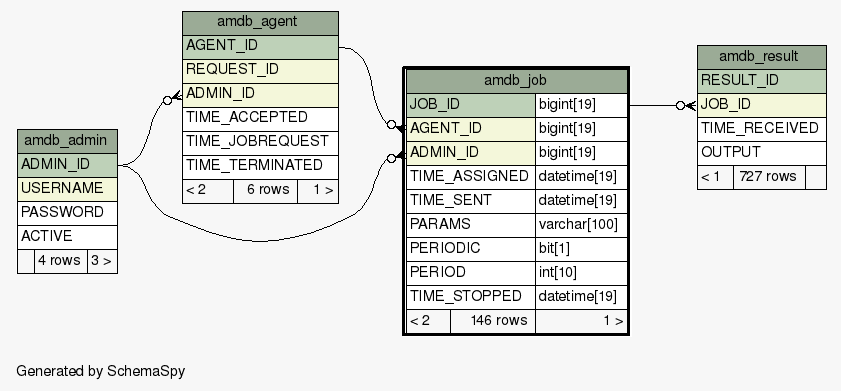 amdb_agent
AGENT_ID
REQUEST_ID
ADMIN_ID
TIME_ACCEPTED
TIME_JOBREQUEST
TIME_TERMINATED
< 2 6 rows 1 >
amdb_admin
ADMIN_ID
USERNAME
PASSWORD
ACTIVE
4 rows 3 >
amdb_job
JOB_ID bigint[19]
AGENT_ID bigint[19]
ADMIN_ID bigint[19]
TIME_ASSIGNED datetime[19]
TIME_SENT datetime[19]
PARAMS varchar[100]
PERIODIC bit[1]
PERIOD int[10]
TIME_STOPPED datetime[19]
< 2 146 rows 1 >
amdb_result
RESULT_ID
JOB_ID
TIME_RECEIVED
OUTPUT
< 1 727 rows
Generated by SchemaSpy